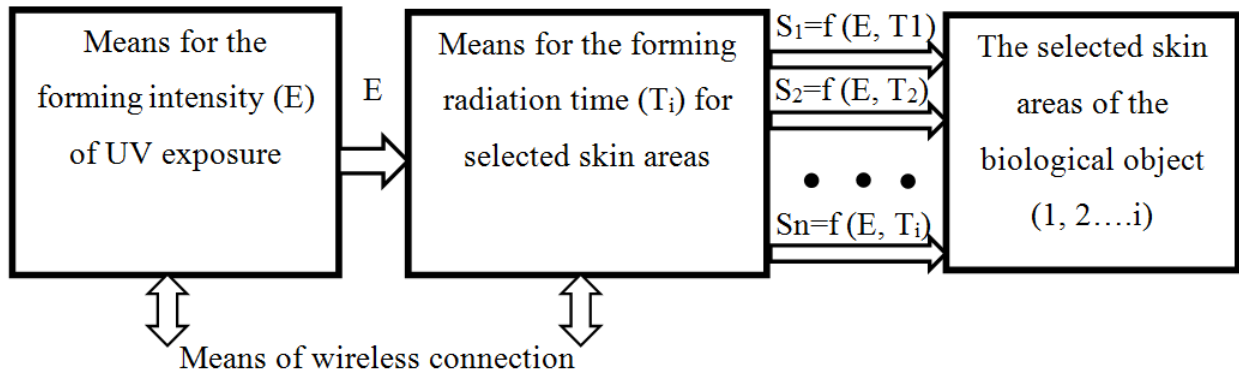 Means for the
forming intensity (E)
of UV exposure
E
Means for the forming
radiation time (Tᵢ) for
selected skin areas
S₁=f (E, T1)
S₂=f (E, T₂)
• • •
Sn=f (E, Tᵢ)
The selected skin
areas of the
biological object
(1, 2….i)
Means of wireless connection